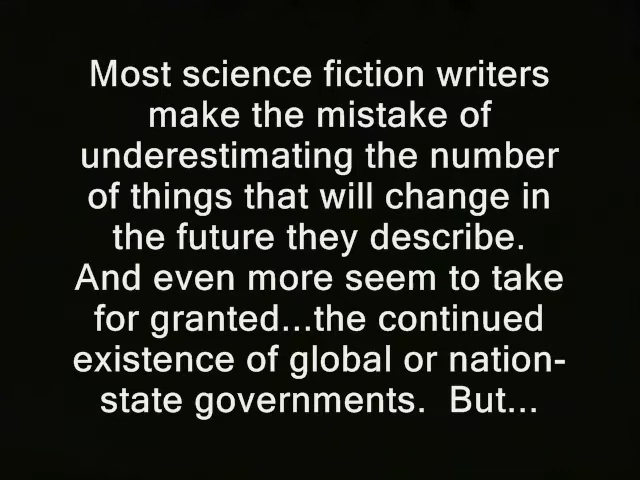 Most science fiction writers
make the mistake of
underestimating the number
of things that will change in
the future they describe.
And even more seem to take
for granted...the continued
existence of global or nation-
state governments.  But...